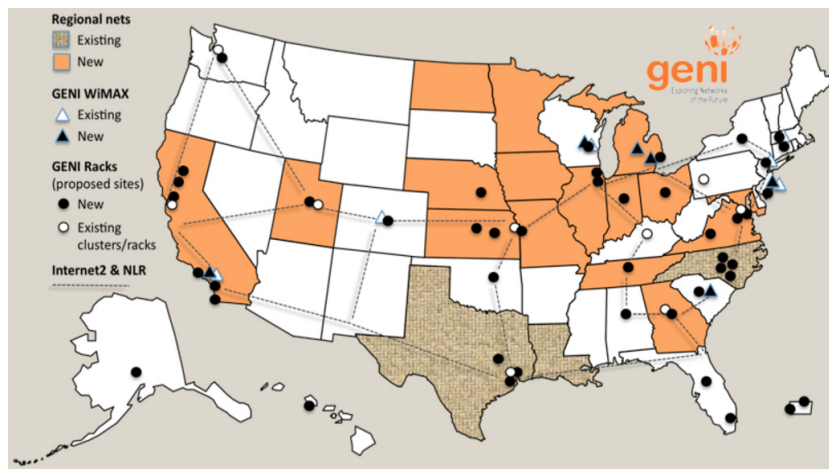 Regional nets
Existing
New
GENI WiMAX
Existing
New
GENI Racks
(proposed sites)
New
Existing
clusters/racks
Internet2 & NLR
geni
Exploring Networks
of the Future